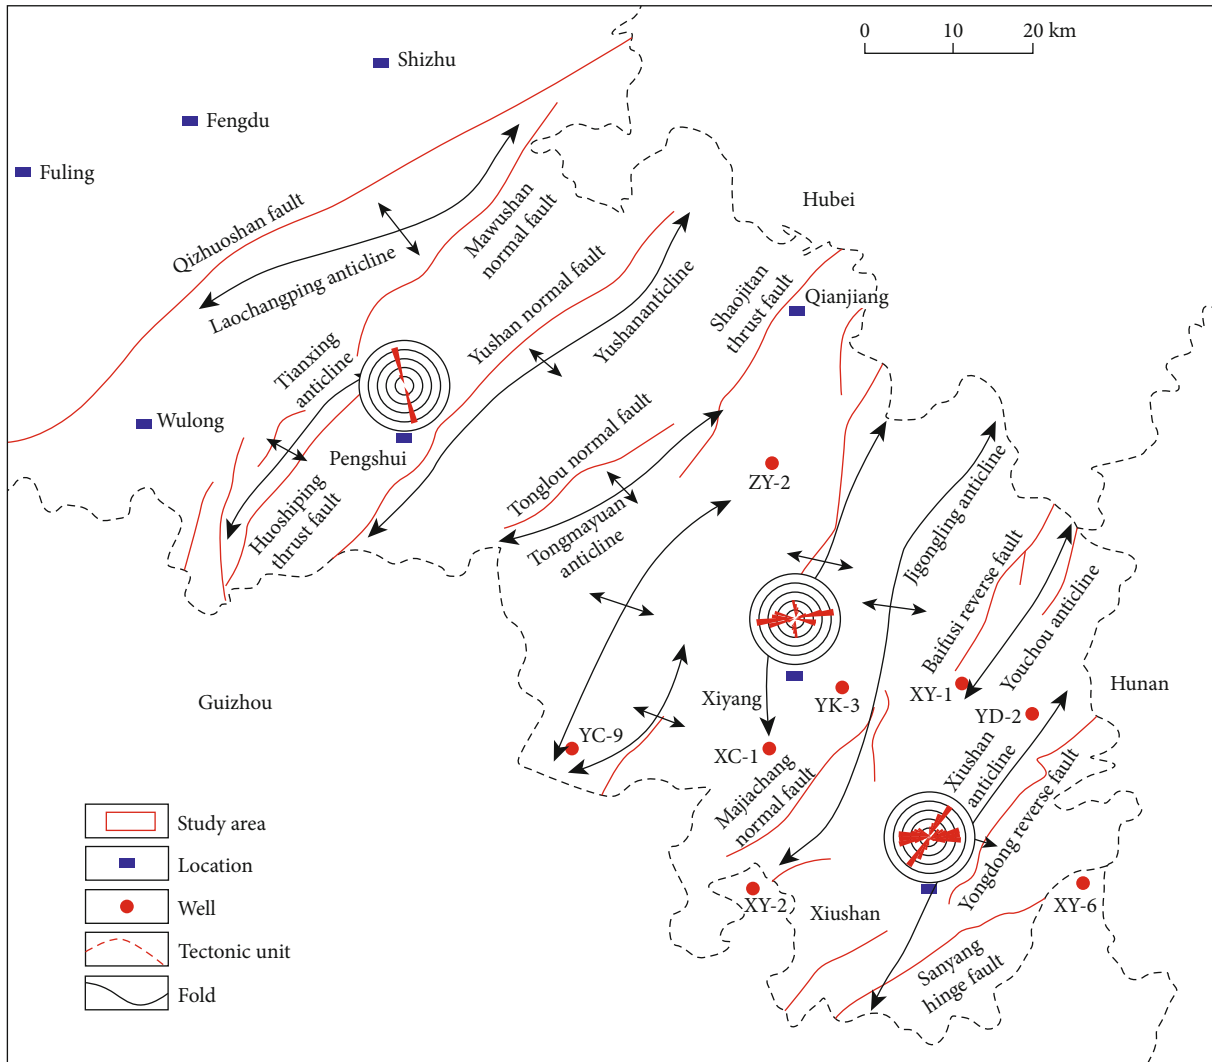 0 10 20 km
Shizhu
Fengdu
Fuling
Hubei
Qizhuoshan fault
Laochangping anticline
Mawushan
normal fault
Yushan normal fault
Yushananticline
Shaojitan
thrust fault
Qianjiang
Tianxing
anticline
Wulong
Pengshui
Huoshiping
thrust fault
Tonglou normal fault
Tongmayuan
anticline
ZY-2
Jigongling anticline
Baifusi reverse fault
Youchou anticline
Guizhou
Xiyang
YK-3
XY-1
YD-2
Hunan
YC-9
XC-1
Majiachang
normal fault
Xiushan
anticline
Yongdong reverse fault
XY-2
Xiushan
XY-6
Sanyang
hinge fault
Study area
Location
Well
Tectonic unit
Fold